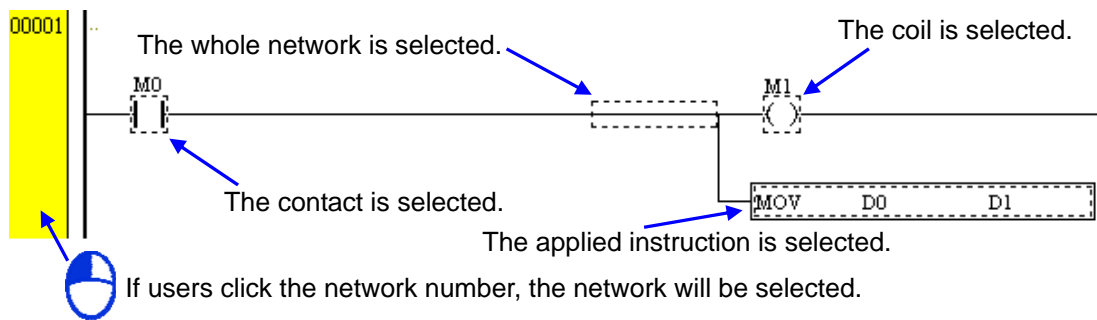 00001
The whole network is selected.
The coil is selected.
M0
M1
The contact is selected.
MOV D0 D1
The applied instruction is selected.
If users click the network number, the network will be selected.